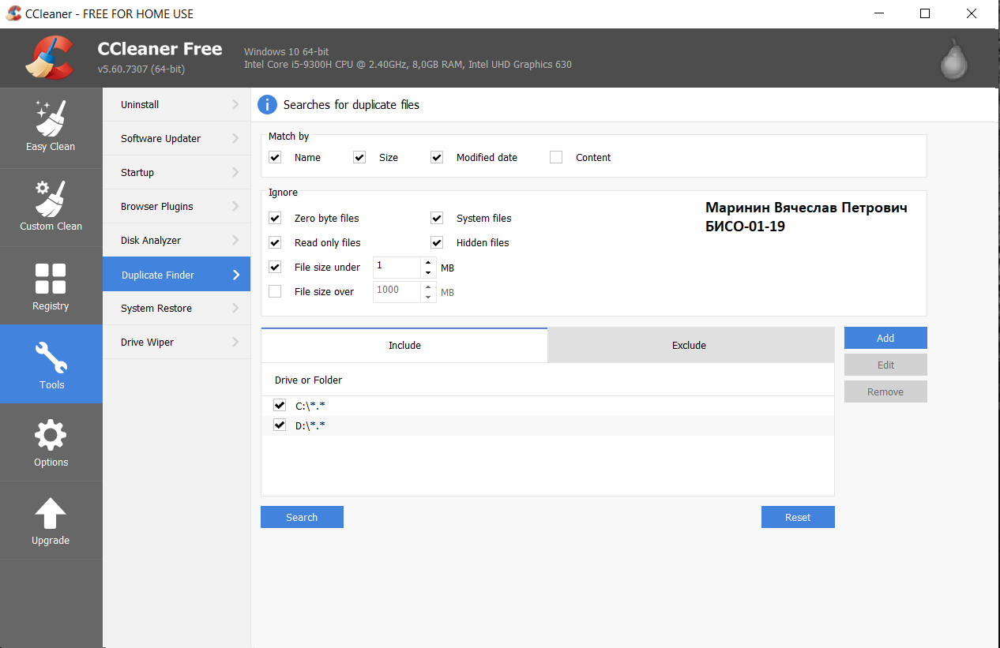 CCleaner - FREE FOR HOME USE
CCleaner Free
v5.60.7307 (64-bit)
Windows 10 64-bit
Intel Core i5-9300H CPU @ 2.40GHz, 8,0GB RAM, Intel UHD Graphics 630
Easy Clean
Custom Clean
Registry
Tools
Options
Upgrade
Uninstall
Software Updater
Startup
Browser Plugins
Disk Analyzer
Duplicate Finder
System Restore
Drive Wiper
Searches for duplicate files
Match by
Name Size Modified date Content
Ignore
Zero byte files System files
Read only files Hidden files
File size under 1 MB
File size over 1000 MB
Маринин Вячеслав Петрович
БИСО-01-19
Include Exclude
Drive or Folder
C:\*.*
D:\*.*
Add
Edit
Remove
Search Reset